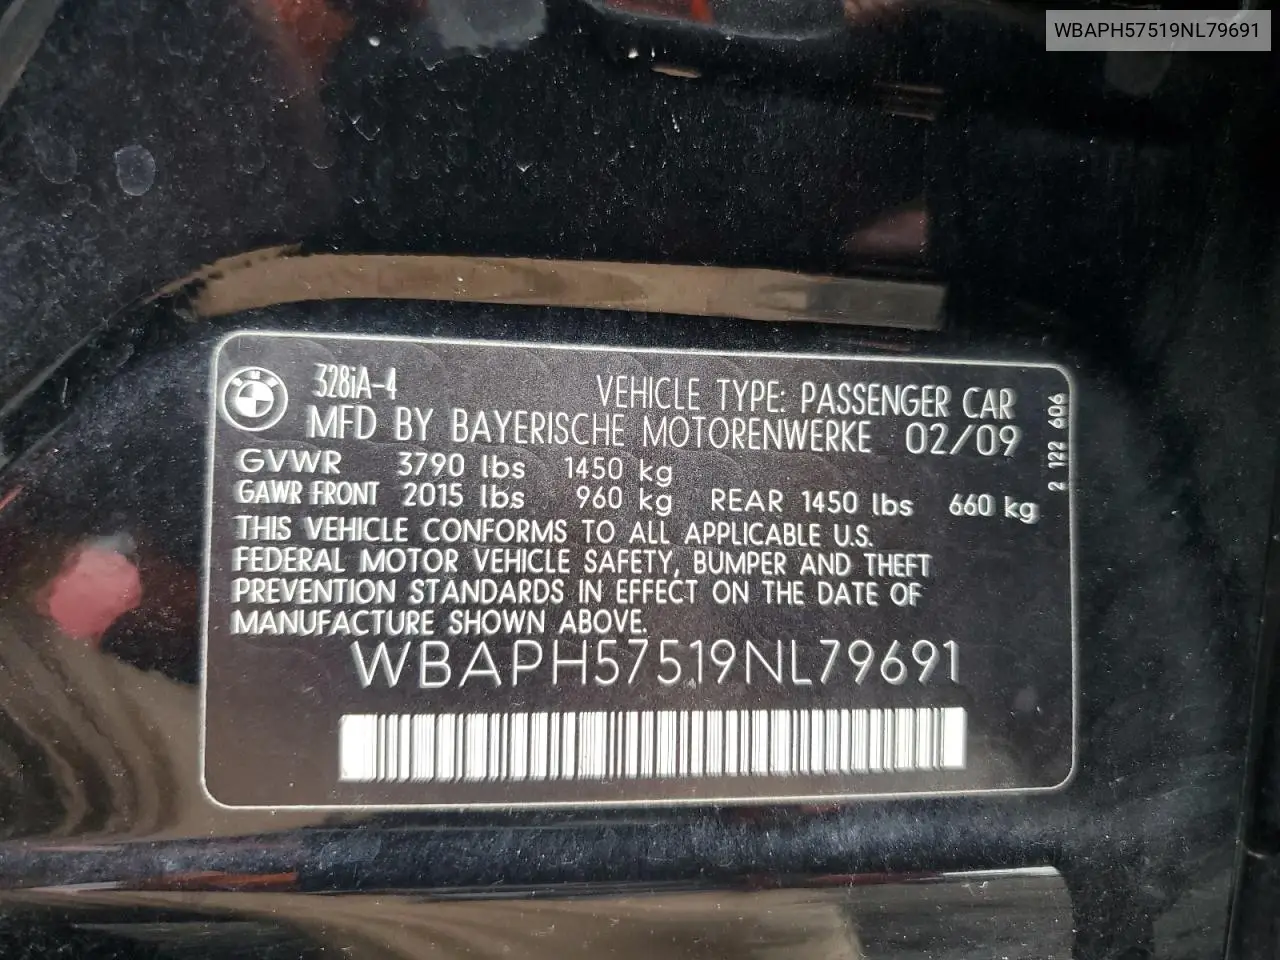 WBAPH57519NL79691
328iA-4
VEHICLE TYPE: PASSENGER CAR
MFD BY BAYERISCHE MOTORENWERKE 02/09
GVWR 3790 lbs 1450 kg
GAWR FRONT 2015 lbs 960 kg REAR 1450 lbs 660 kg
THIS VEHICLE CONFORMS TO ALL APPLICABLE U.S.
FEDERAL MOTOR VEHICLE SAFETY, BUMPER AND THEFT
PREVENTION STANDARDS IN EFFECT ON THE DATE OF
MANUFACTURE SHOWN ABOVE.
WBAPH57519NL79691
2 122 606